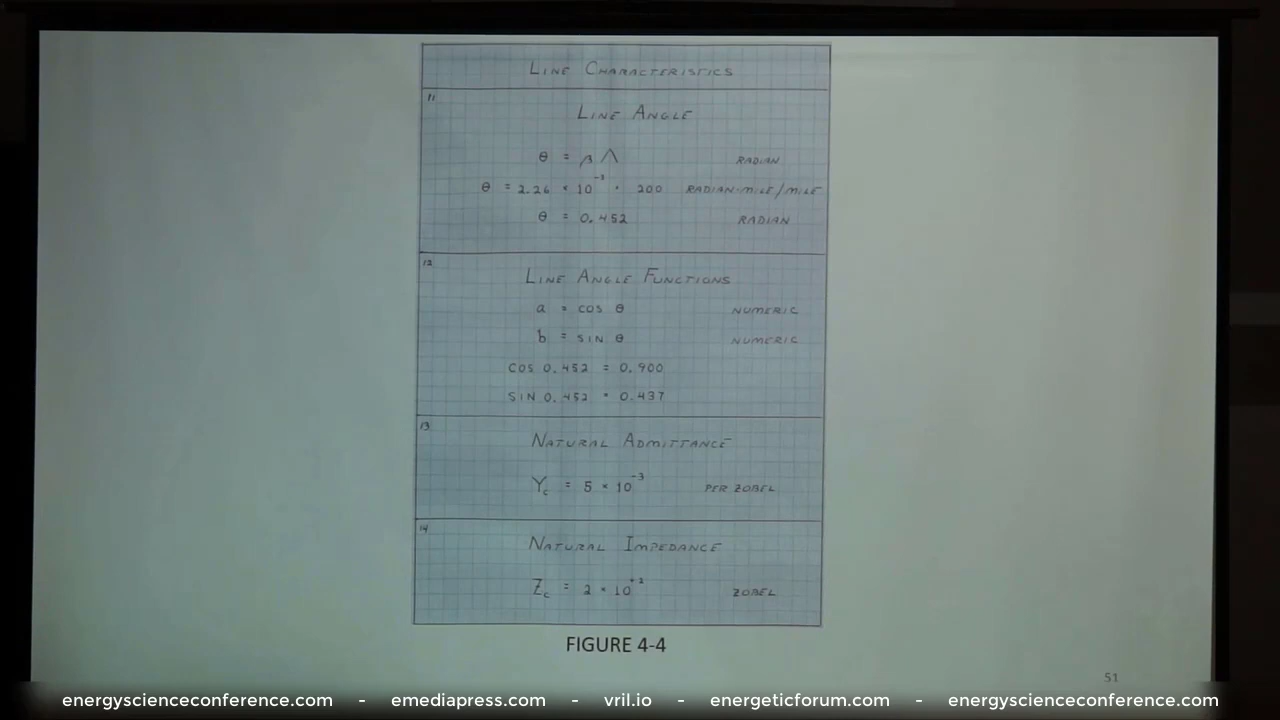 LINE CHARACTERISTICS
11
LINE ANGLE
θ = β Λ RADIAN
θ = 2.26 × 10⁻³ · 200 RADIAN-MILE/MILE
θ = 0.452 RADIAN
12
LINE ANGLE FUNCTIONS
a = COS θ NUMERIC
b = SIN θ NUMERIC
COS 0.452 = 0.900
SIN 0.452 = 0.437
13
NATURAL ADMITTANCE
Y꜀ = 5 × 10⁻³ PER ZOBEL
14
NATURAL IMPEDANCE
Z꜀ = 2 × 10⁺² ZOBEL
FIGURE 4-4
51
energyscienceconference.com - emediapress.com - vril.io - energeticforum.com - energyscienceconference.com